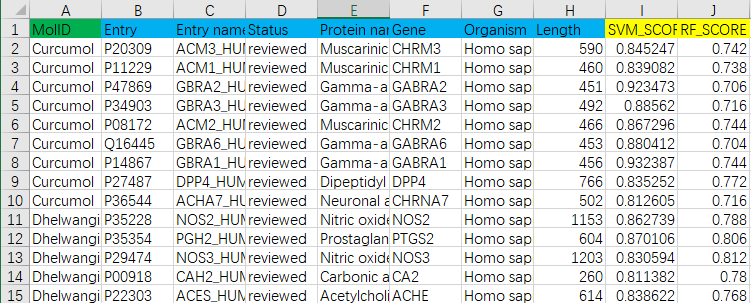 A B C D E F G H I J
1 MolID Entry Entry name Status Protein nar Gene Organism Length SVM_SCOF RF_SCORE
2 Curcumol P20309 ACM3_HUI reviewed Muscarinic CHRM3 Homo sap 590 0.845247 0.742
3 Curcumol P11229 ACM1_HUI reviewed Muscarinic CHRM1 Homo sap 460 0.839082 0.738
4 Curcumol P47869 GBRA2_HU reviewed Gamma-a GABRA2 Homo sap 451 0.923473 0.706
5 Curcumol P34903 GBRA3_HU reviewed Gamma-a GABRA3 Homo sap 492 0.88562 0.716
6 Curcumol P08172 ACM2_HUI reviewed Muscarinic CHRM2 Homo sap 466 0.867296 0.744
7 Curcumol Q16445 GBRA6_HU reviewed Gamma-a GABRA6 Homo sap 453 0.880412 0.704
8 Curcumol P14867 GBRA1_HU reviewed Gamma-a GABRA1 Homo sap 456 0.932387 0.744
9 Curcumol P27487 DPP4_HUM reviewed Dipeptidyl DPP4 Homo sap 766 0.835252 0.772
10 Curcumol P36544 ACHA7_HU reviewed Neuronal a CHRNA7 Homo sap 502 0.812605 0.716
11 Dhelwangi P35228 NOS2_HUM reviewed Nitric oxide NOS2 Homo sap 1153 0.862739 0.788
12 Dhelwangi P35354 PGH2_HUM reviewed Prostaglan PTGS2 Homo sap 604 0.870106 0.806
13 Dhelwangi P29474 NOS3_HUM reviewed Nitric oxide NOS3 Homo sap 1203 0.830594 0.812
14 Dhelwangi P00918 CAH2_HUM reviewed Carbonic a CA2 Homo sap 260 0.811382 0.78
15 Dhelwangi P22303 ACES_HUM reviewed Acetylcholi ACHE Homo sap 614 0.838622 0.768